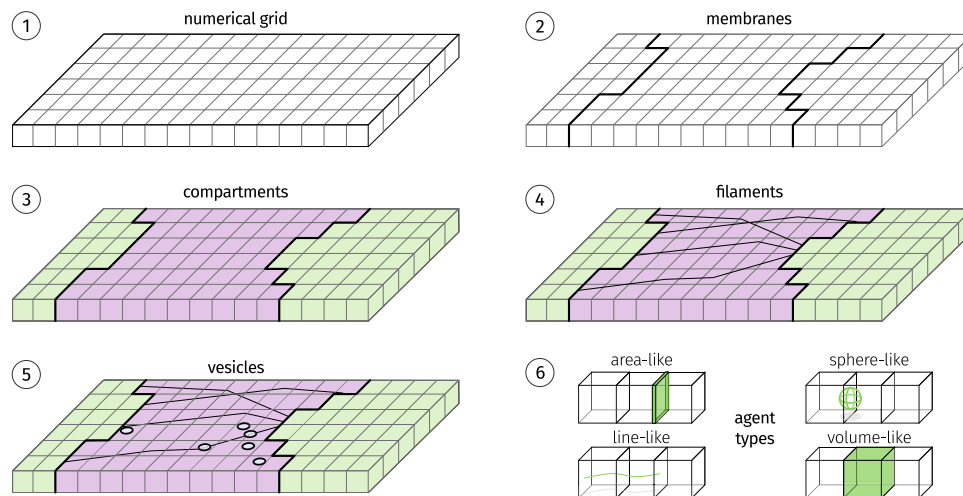 1
numerical grid
2
membranes
3
compartments
4
filaments
5
vesicles
6
area-like
sphere-like
agent
types
line-like
volume-like